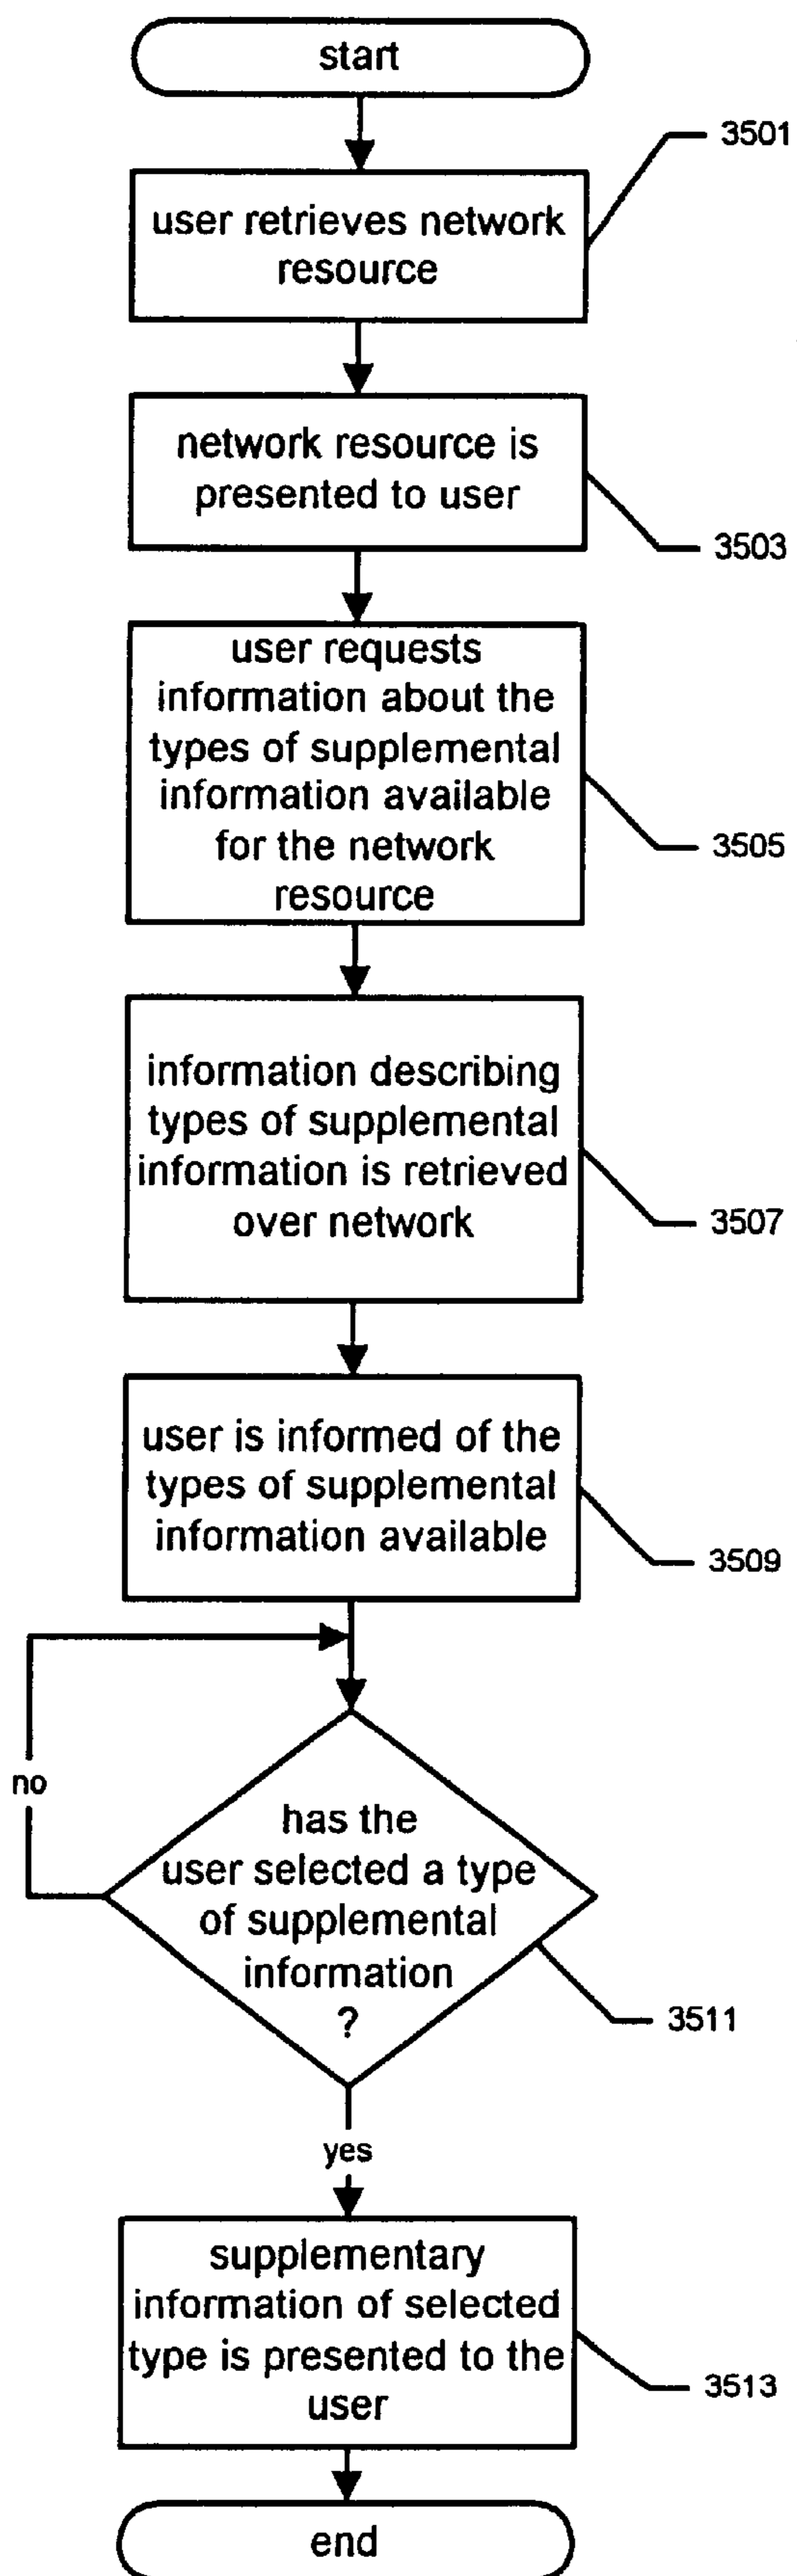 start
3501
user retrieves network
resource
network resource is
presented to user
3503
user requests
information about the
types of supplemental
information available
for the network
resource
3505
information describing
types of supplemental
information is retrieved
over network
3507
user is informed of the
types of supplemental
information available
3509
no
has the
user selected a type
of supplemental
information
?
3511
yes
supplementary
information of selected
type is presented to the
user
3513
end